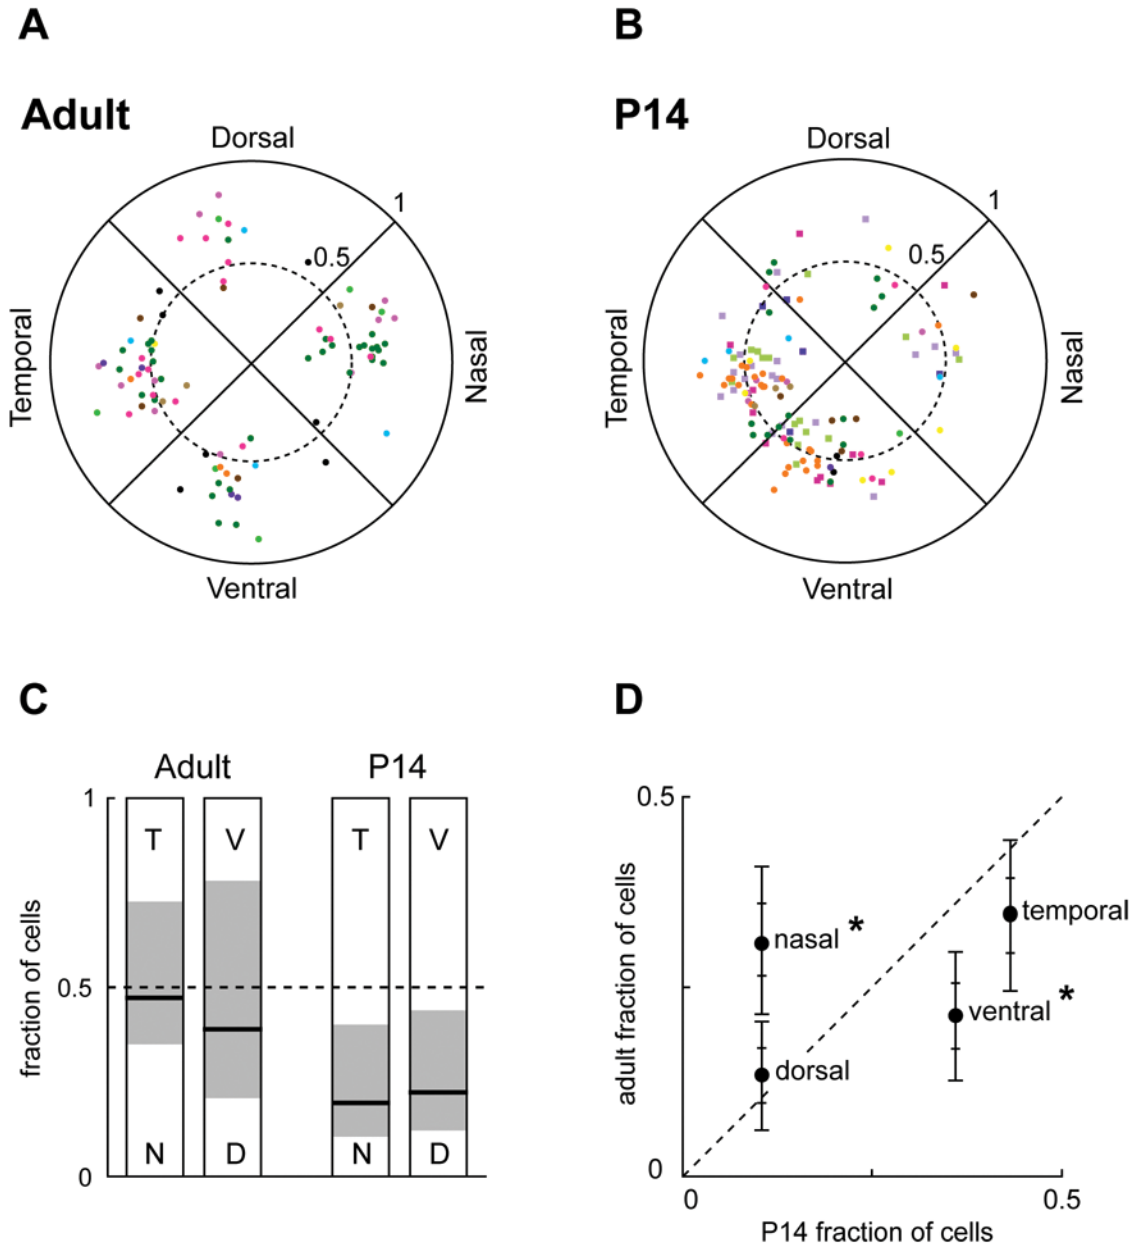 A
B
Adult
P14
Dorsal
Dorsal
1
1
0.5
0.5
Temporal
Nasal
Temporal
Nasal
Ventral
Ventral
C
D
Adult
P14
1
T
V
T
V
fraction of cells
0.5
N
D
N
D
0
0.5
adult fraction of cells
nasal *
temporal
ventral *
dorsal
0
0
0.5
P14 fraction of cells